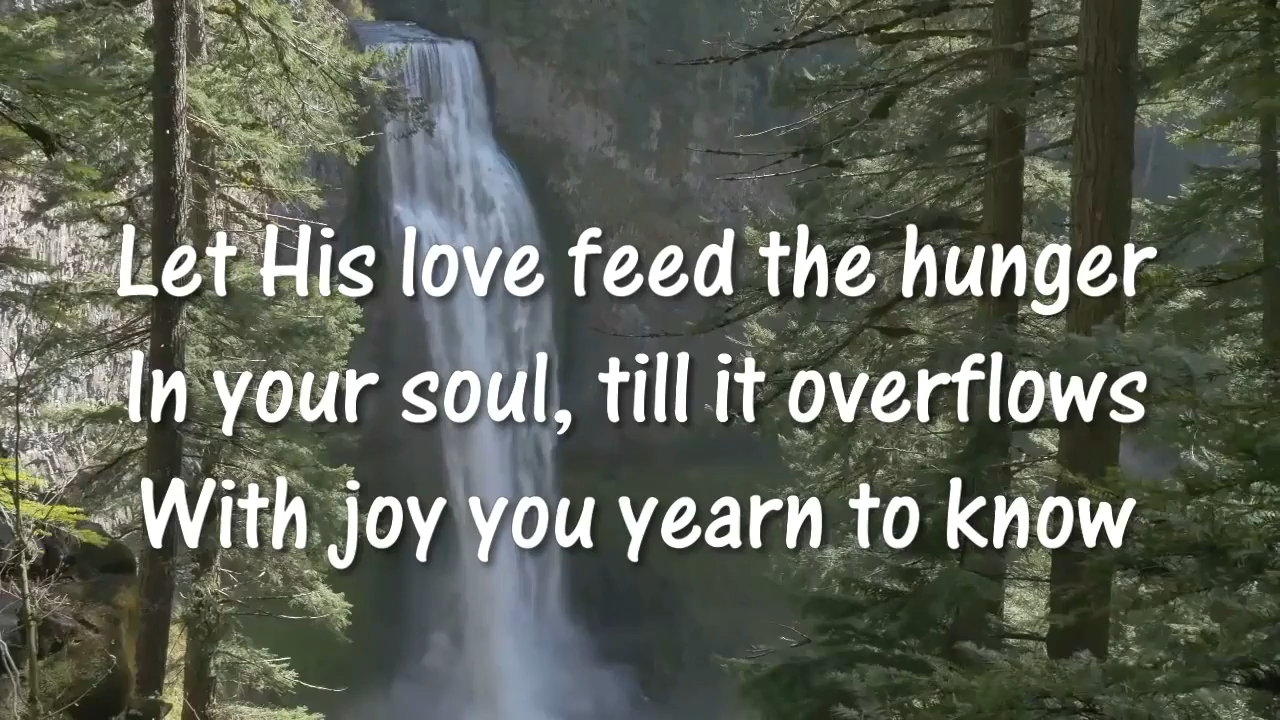 Let His love feed the hunger
In your soul, till it overflows
With joy you yearn to know